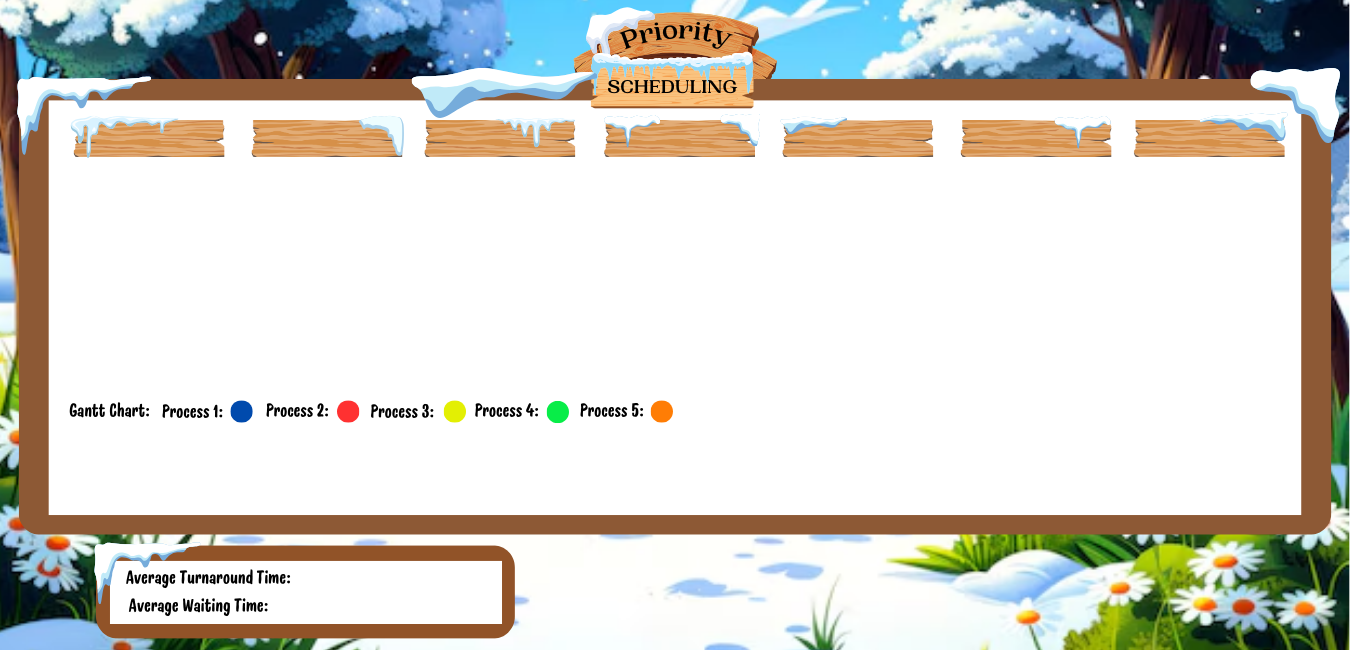 Priority
SCHEDULING
Gantt Chart: Process 1: Process 2: Process 3: Process 4: Process 5:
Average Turnaround Time:
Average Waiting Time: